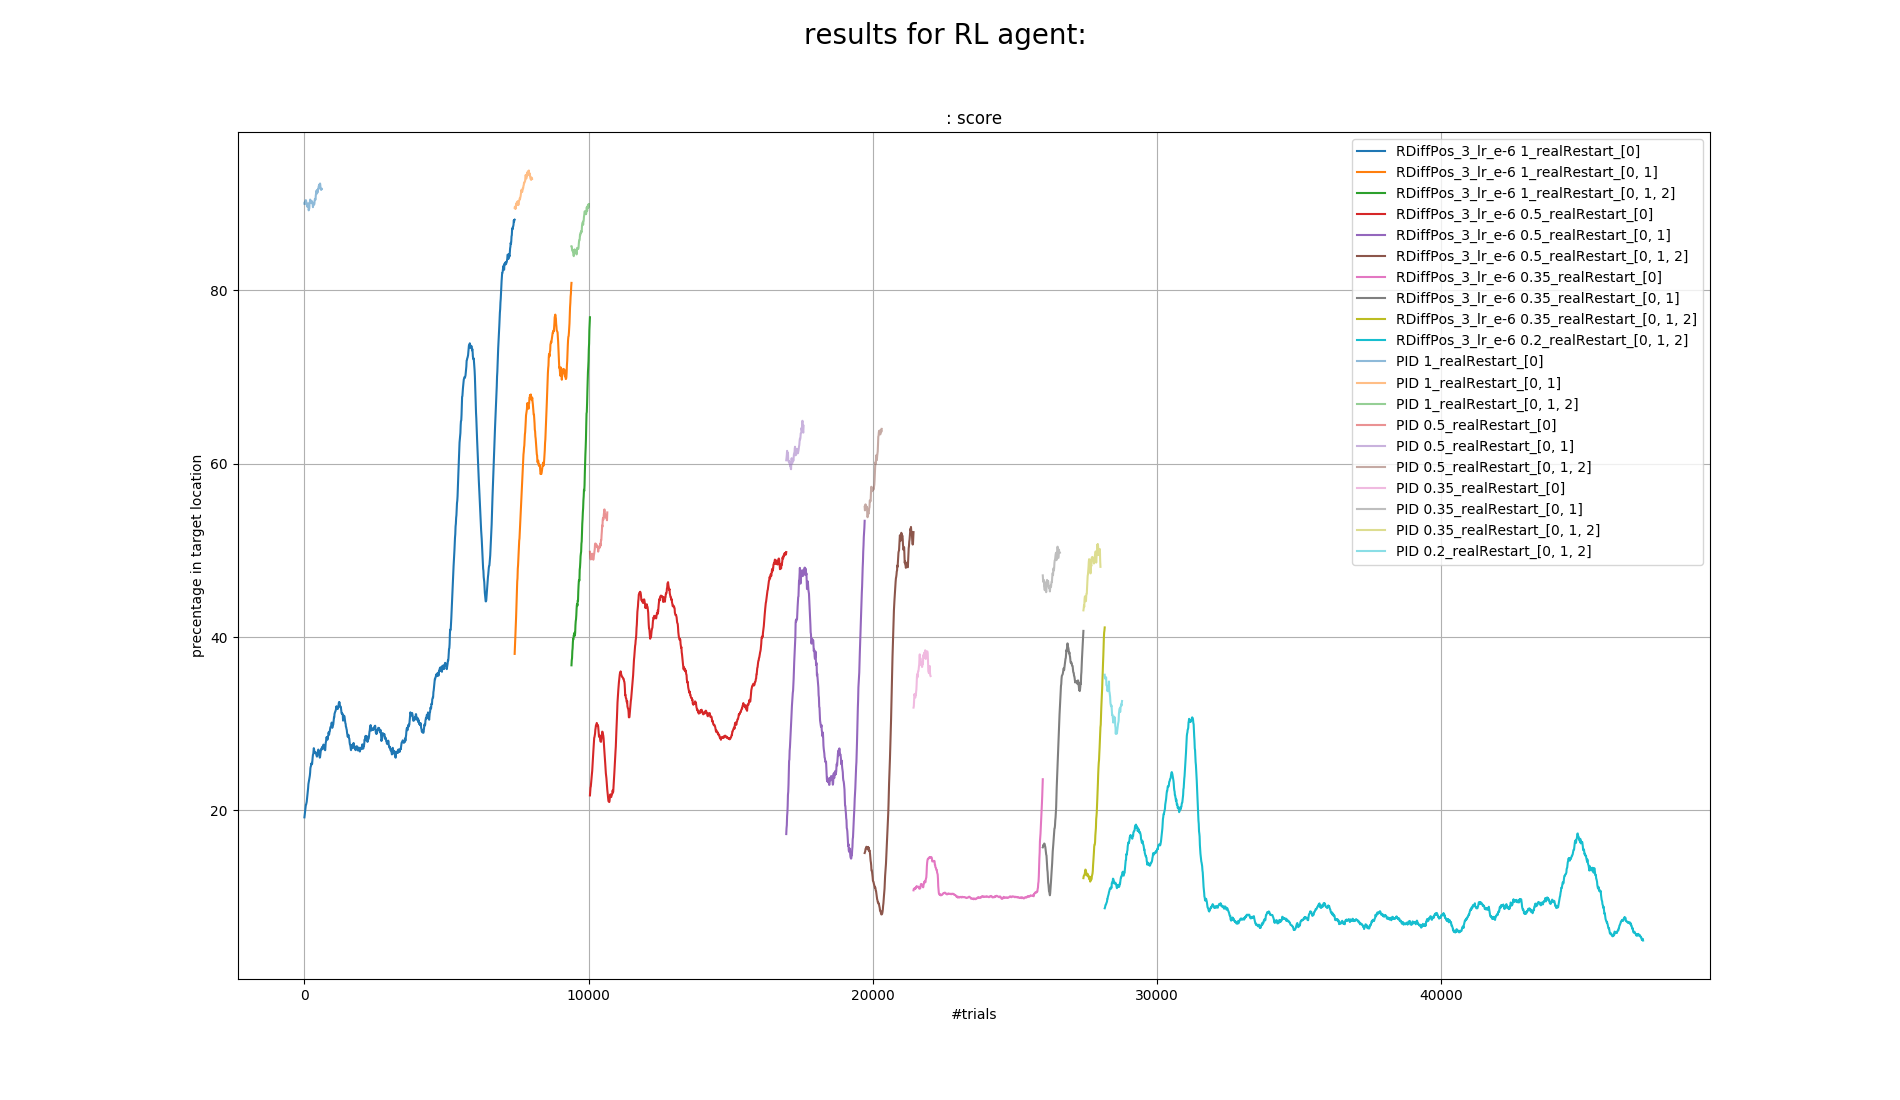 results for RL agent:
: score
precentage in target location
80
60
40
20
0
10000
20000
30000
40000
#trials
RDiffPos_3_lr_e-6 1_realRestart_[0]
RDiffPos_3_lr_e-6 1_realRestart_[0, 1]
RDiffPos_3_lr_e-6 1_realRestart_[0, 1, 2]
RDiffPos_3_lr_e-6 0.5_realRestart_[0]
RDiffPos_3_lr_e-6 0.5_realRestart_[0, 1]
RDiffPos_3_lr_e-6 0.5_realRestart_[0, 1, 2]
RDiffPos_3_lr_e-6 0.35_realRestart_[0]
RDiffPos_3_lr_e-6 0.35_realRestart_[0, 1]
RDiffPos_3_lr_e-6 0.35_realRestart_[0, 1, 2]
RDiffPos_3_lr_e-6 0.2_realRestart_[0, 1, 2]
PID 1_realRestart_[0]
PID 1_realRestart_[0, 1]
PID 1_realRestart_[0, 1, 2]
PID 0.5_realRestart_[0]
PID 0.5_realRestart_[0, 1]
PID 0.5_realRestart_[0, 1, 2]
PID 0.35_realRestart_[0]
PID 0.35_realRestart_[0, 1]
PID 0.35_realRestart_[0, 1, 2]
PID 0.2_realRestart_[0, 1, 2]